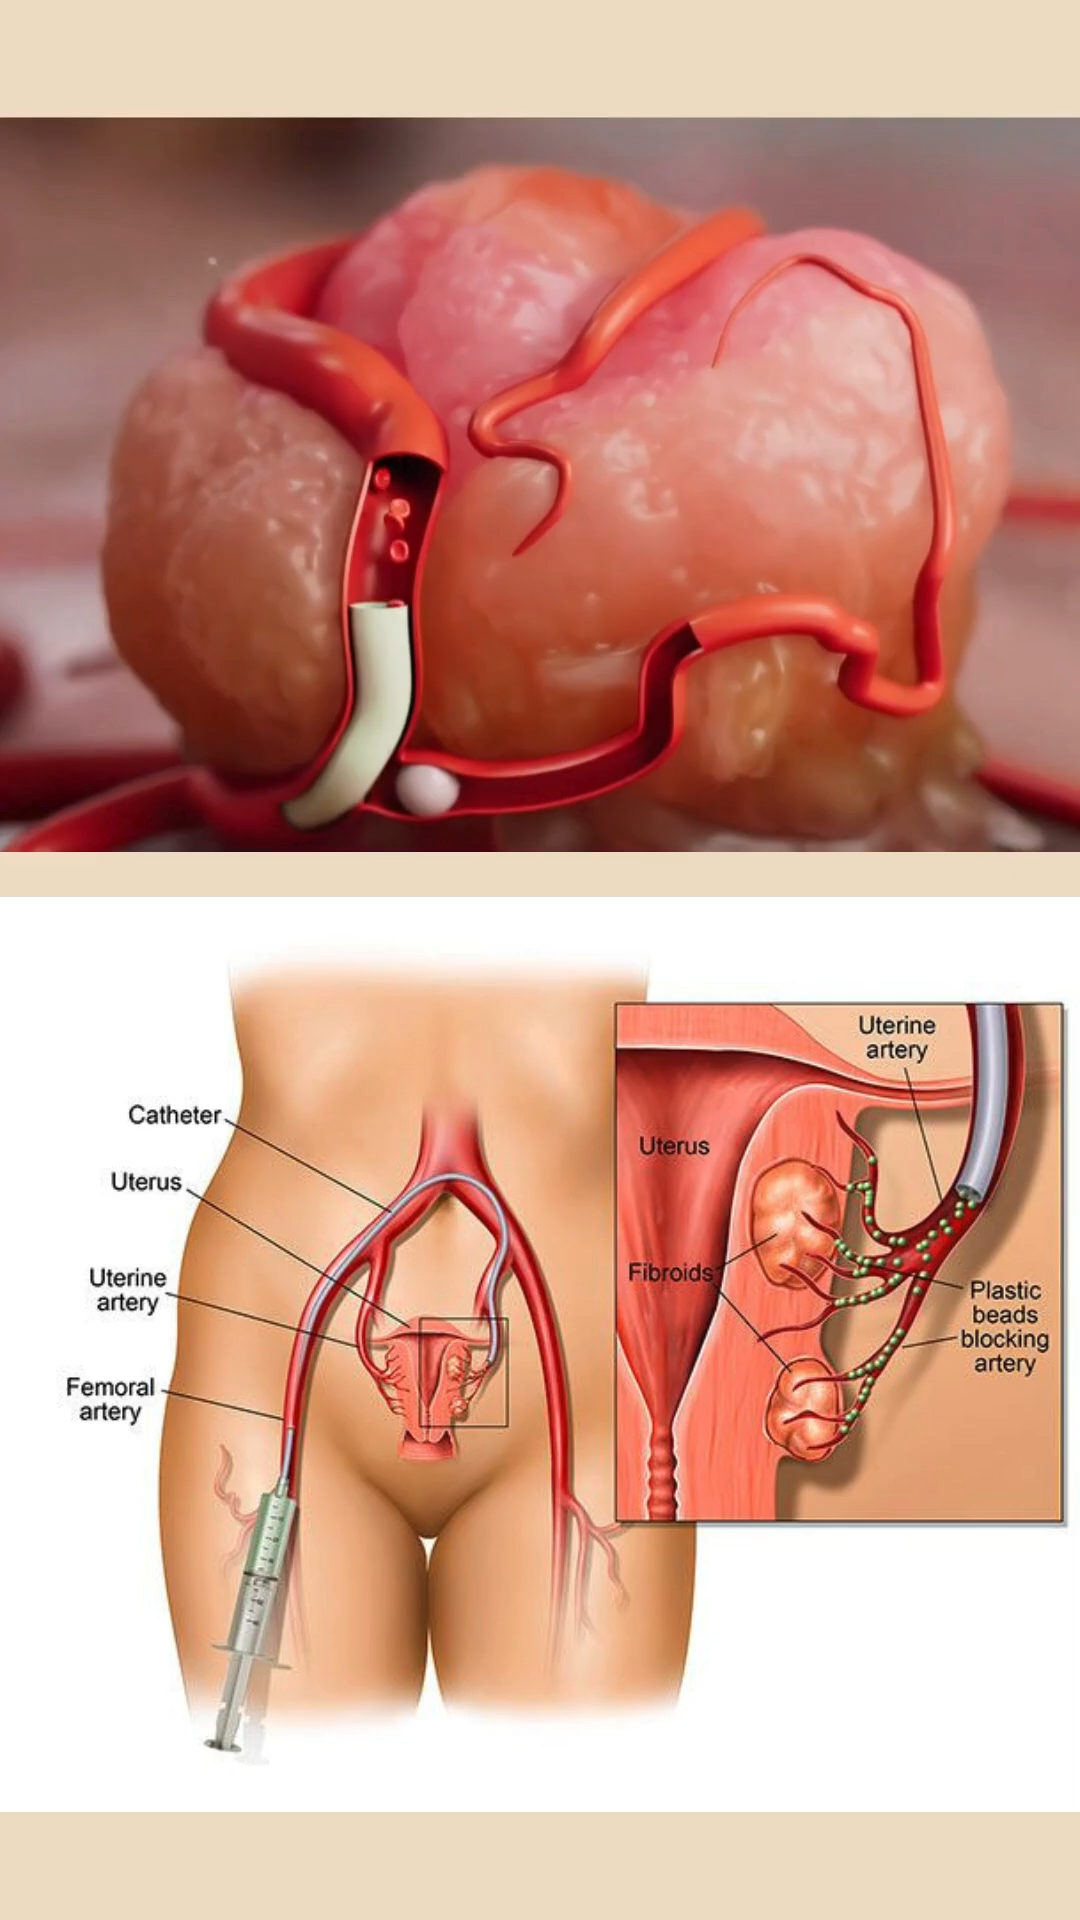 Catheter
Uterus
Uterine
artery
Femoral
artery
Uterine
artery
Uterus
Fibroids
Plastic
beads
blocking
artery